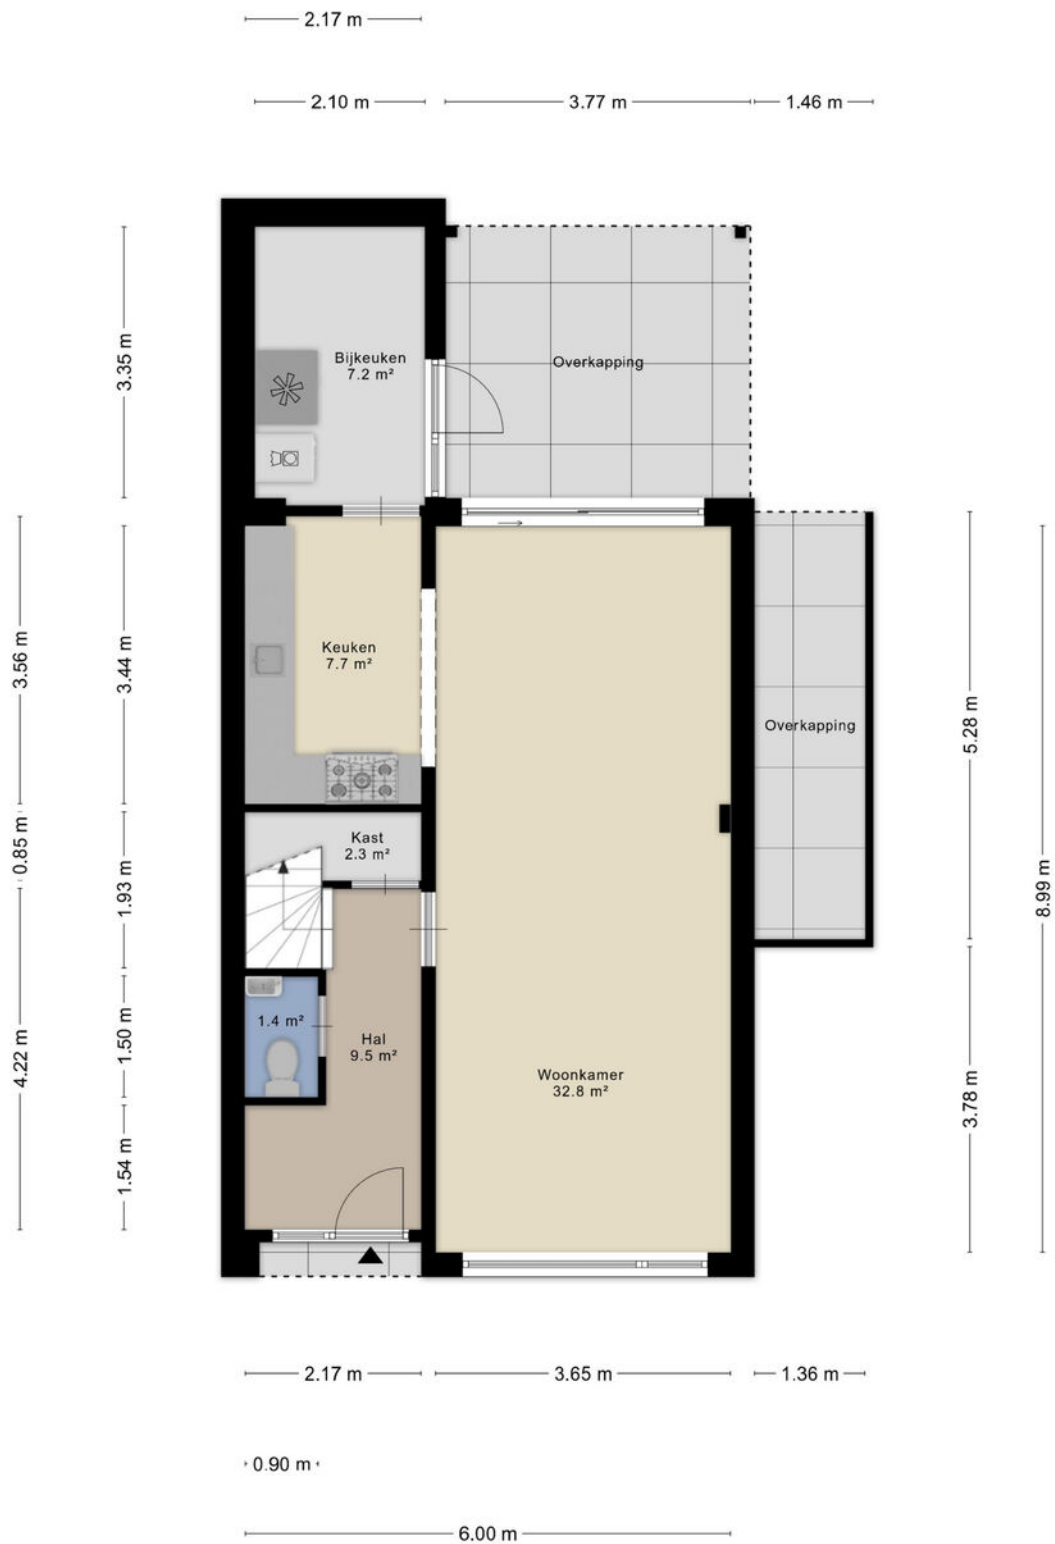 2.17 m
2.10 m
3.77 m
1.46 m
3.35 m
Bijkeuken
7.2 m²
Overkapping
3.56 m
3.44 m
Keuken
7.7 m²
Overkapping
5.28 m
8.99 m
0.85 m
1.93 m
Kast
2.3 m²
4.22 m
1.50 m
1.4 m²
Hal
9.5 m²
Woonkamer
32.8 m²
3.78 m
1.54 m
2.17 m
3.65 m
1.36 m
0.90 m
6.00 m